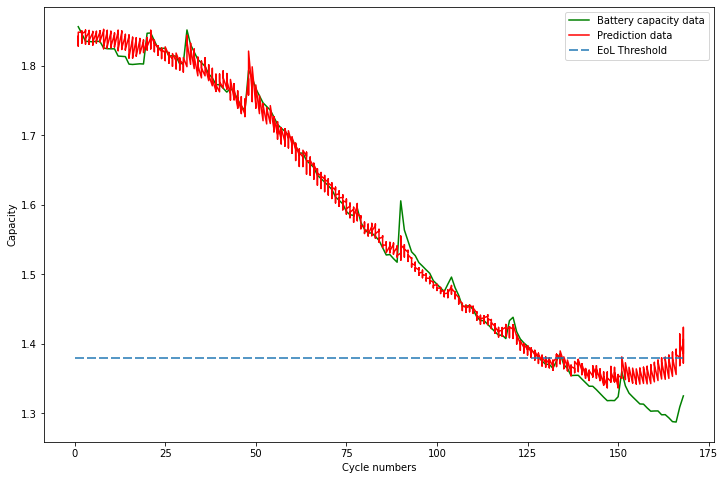 Battery capacity data
Prediction data
EoL Threshold
Capacity
1.8
1.7
1.6
1.5
1.4
1.3
0
25
50
75
100
125
150
175
Cycle numbers